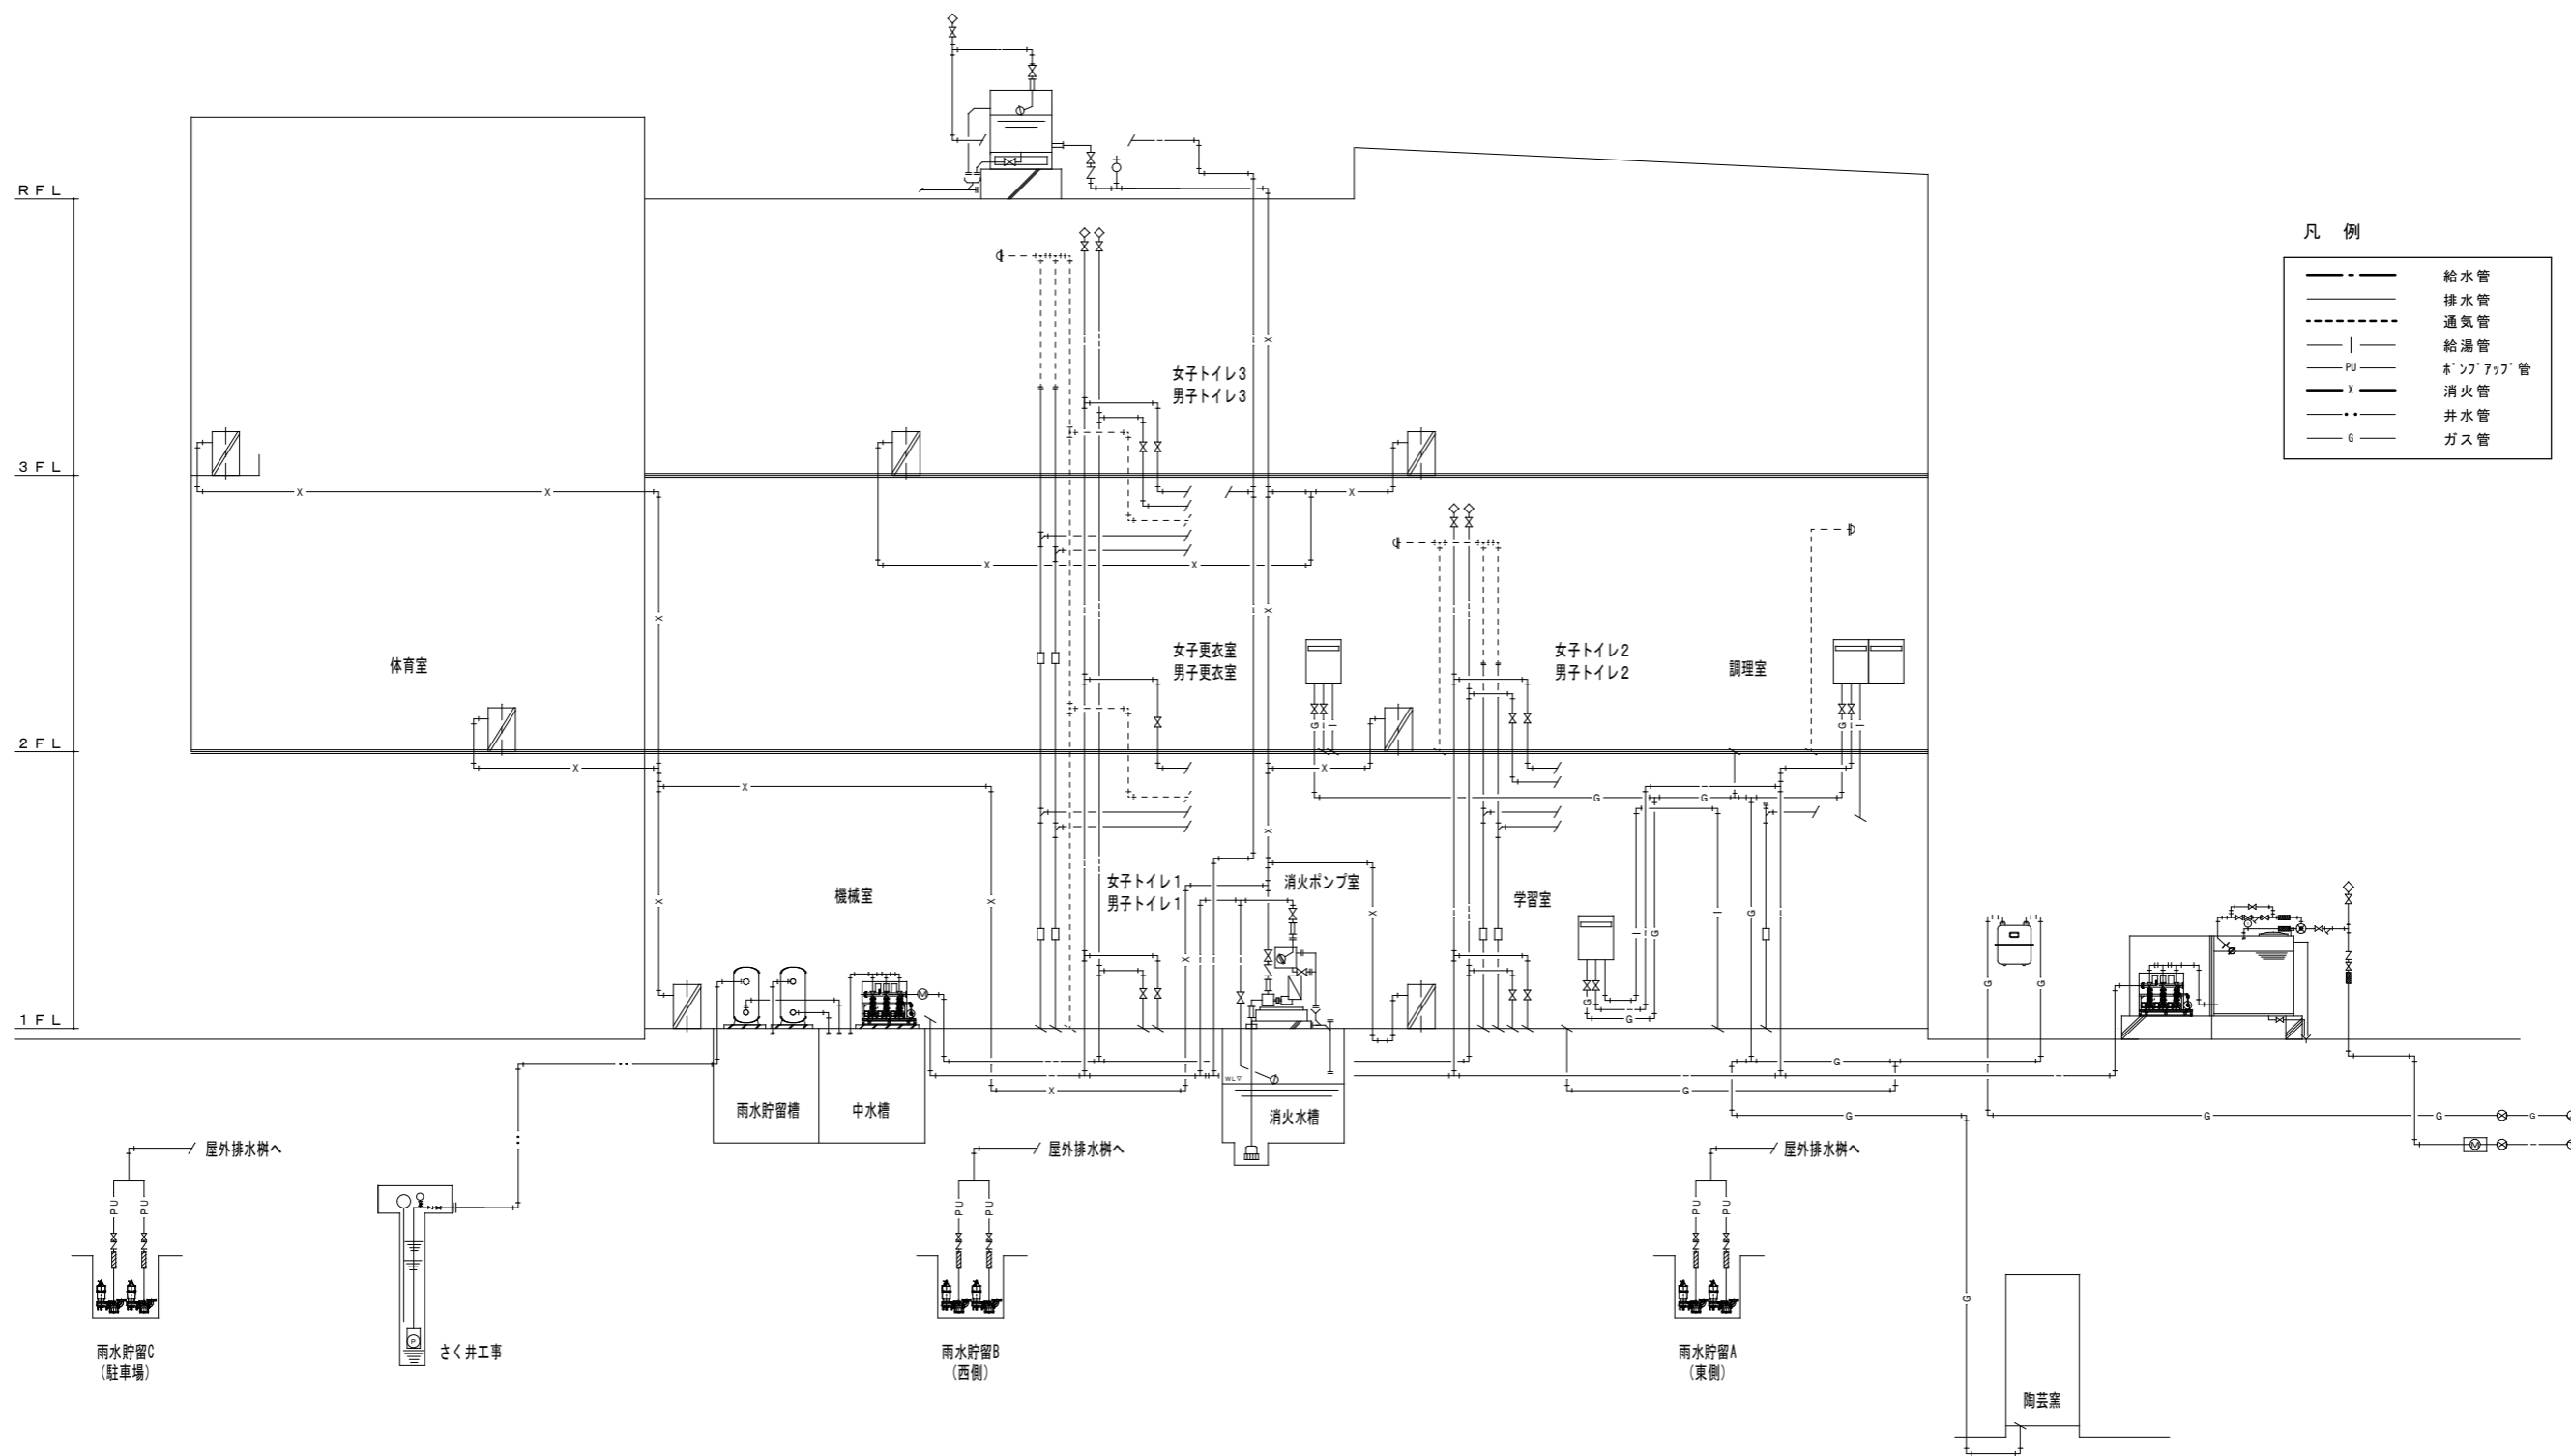 RFL
凡 例
給水管
排水管
通気管
給湯管
PU ポンプアップ管
X 消火管
井水管
G ガス管
女子トイレ3
男子トイレ3
3FL
X
X
X
X
X
X
X
X
体育室
女子更衣室
男子更衣室
女子トイレ2
男子トイレ2
調理室
G
G
2FL
X
X
X
G
G
X
機械室
女子トイレ1
男子トイレ1
消火ポンプ室
学習室
X
X
X
X
G
G
G
G
G
G
M
1FL
G
WL▽
X
G
G
雨水貯留槽
中水槽
消火水槽
G
G
G
G
M
屋外排水桝へ
屋外排水桝へ
屋外排水桝へ
PU
PU
PU
PU
PU
PU
P
G
雨水貯留C
(駐車場)
さく井工事
雨水貯留B
(西側)
雨水貯留A
(東側)
陶芸窯